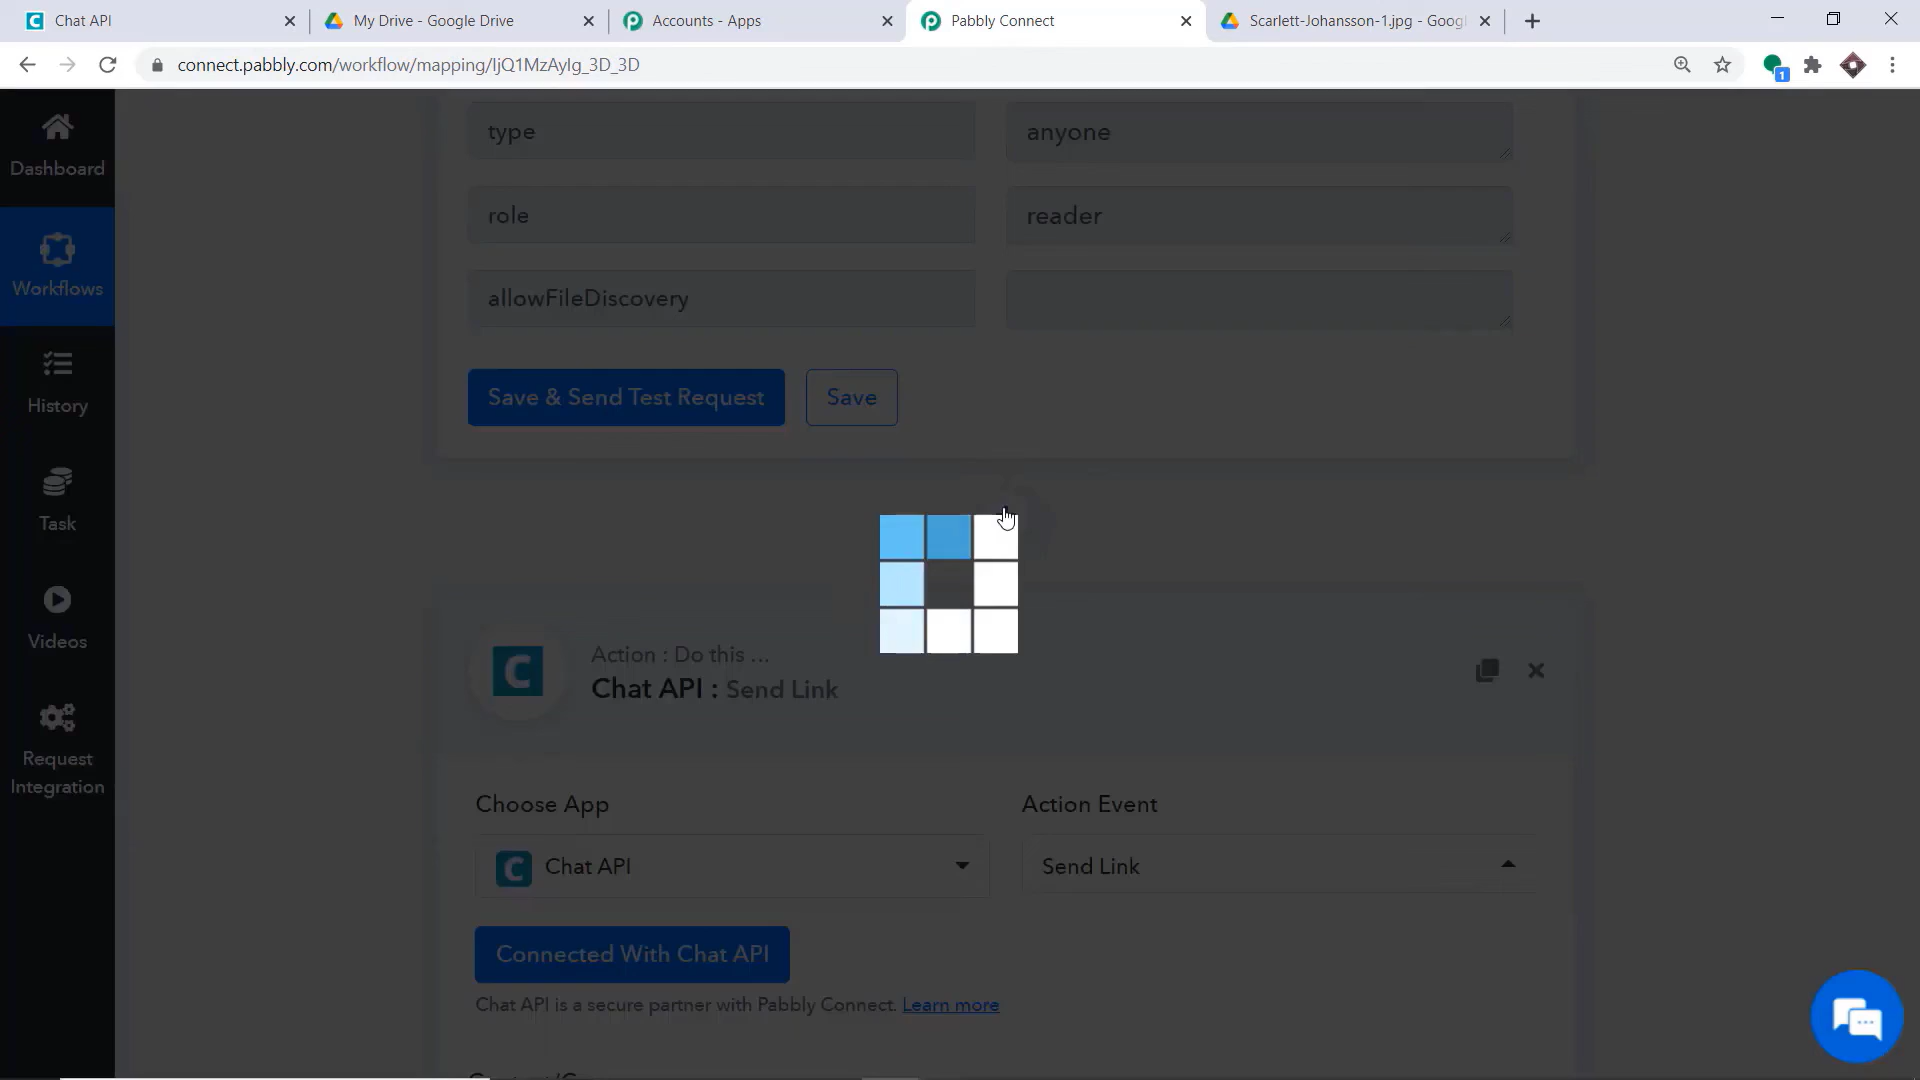 Chat API
My Drive - Google Drive
Accounts - Apps
Pabbly Connect
Scarlett-Johansson-1.jpg - Goog
connect.pabbly.com/workflow/mapping/IjQ1MzAyIg_3D_3D
1
Dashboard
Workflows
History
Task
Videos
Request
Integration
type
anyone
role
reader
allowFileDiscovery
Save & Send Test Request
Save
C
Action : Do this ...
Chat API : Send Link
Choose App
Action Event
C
Chat API
Send Link
Connected With Chat API
Chat API is a secure partner with Pabbly Connect. Learn more